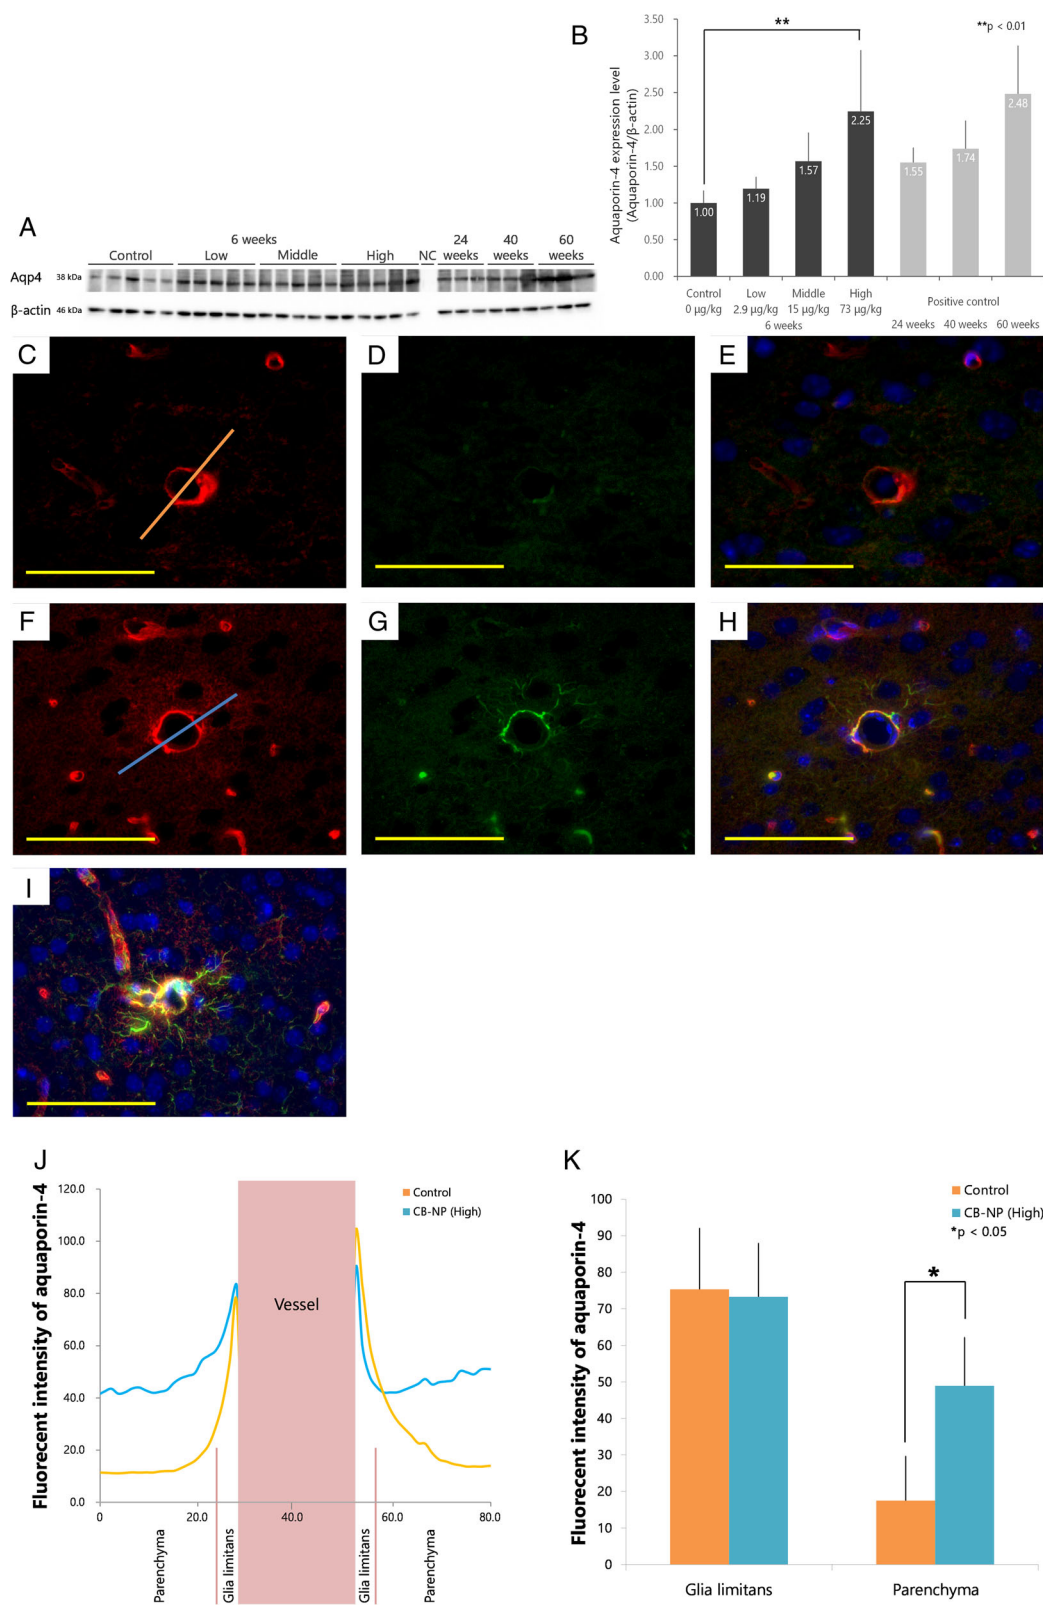 A
6 weeks
24 weeks
40 weeks
60 weeks
Control
Low
Middle
High
NC
Aqp4 38 kDa
β-actin 46 kDa
B
**
**p < 0.01
Aquaporin-4 expression level
(Aquaporin-4/β-actin)
4.00
3.50
3.00
2.50
2.00
1.50
1.00
0.50
0.00
1.00
1.19
1.57
2.25
1.55
1.74
2.48
Control Low Middle High
0 μg/kg 2.9 μg/kg 15 μg/kg 73 μg/kg
6 weeks
Positive control
24 weeks 40 weeks 60 weeks
C
D
E
F
G
H
I
J
Fluorecent intensity of aquaporin-4
120.0
100.0
80.0
60.0
40.0
20.0
0.0
Control
CB-NP (High)
Vessel
0 20.0 40.0 60.0 80.0
Parenchyma
Glia limitans
Glia limitans
Parenchyma
K
Fluorecent intensity of aquaporin-4
100
90
80
70
60
50
40
30
20
10
0
Control
CB-NP (High)
*p < 0.05
*
Glia limitans Parenchyma